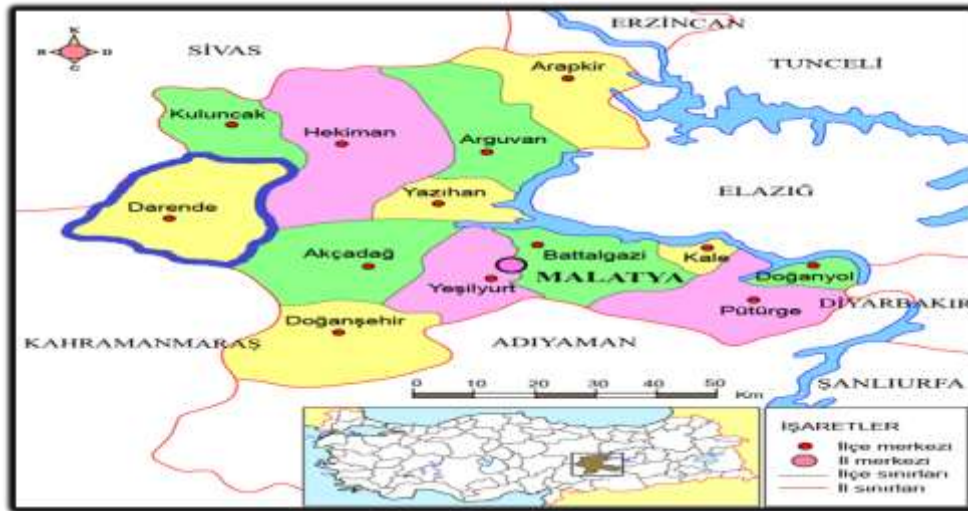 ERZİNCAN
K
B D
G
SİVAS
TUNCELİ
Arapkir
Kuluncak
Hekiman
Arguvan
Yazıhan
ELAZIĞ
Darende
Akçadağ
Battalgazi
Kale
MALATYA
Doğanyol
Yeşilyurt
DİYARBAKIR
Pütürge
Doğanşehir
KAHRAMANMARAŞ
ADIYAMAN
ŞANLIURFA
0 10 20 30 40 50
Km
İŞARETLER
İlçe merkezi
İl merkezi
İlçe sınırları
İl sınırları